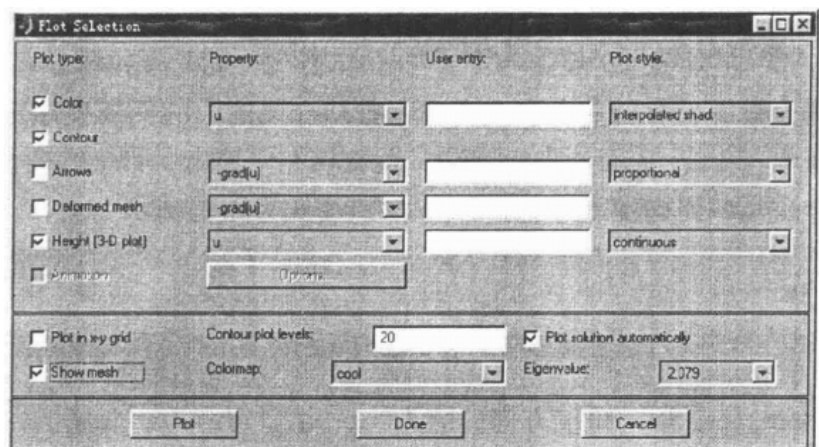 Plot Selection
Plot type: Property: User entry: Plot style:
Color u interpolated shad.
Contour
Arrows -grad(u) proportional
Deformed mesh -grad(u)
Height (3-D plot) u continuous
Animation Options...
Plot in x-y grid Contour plot levels: 20 Plot solution automatically
Show mesh Colormap: cool Eigenvalue: 2.079
Plot Done Cancel